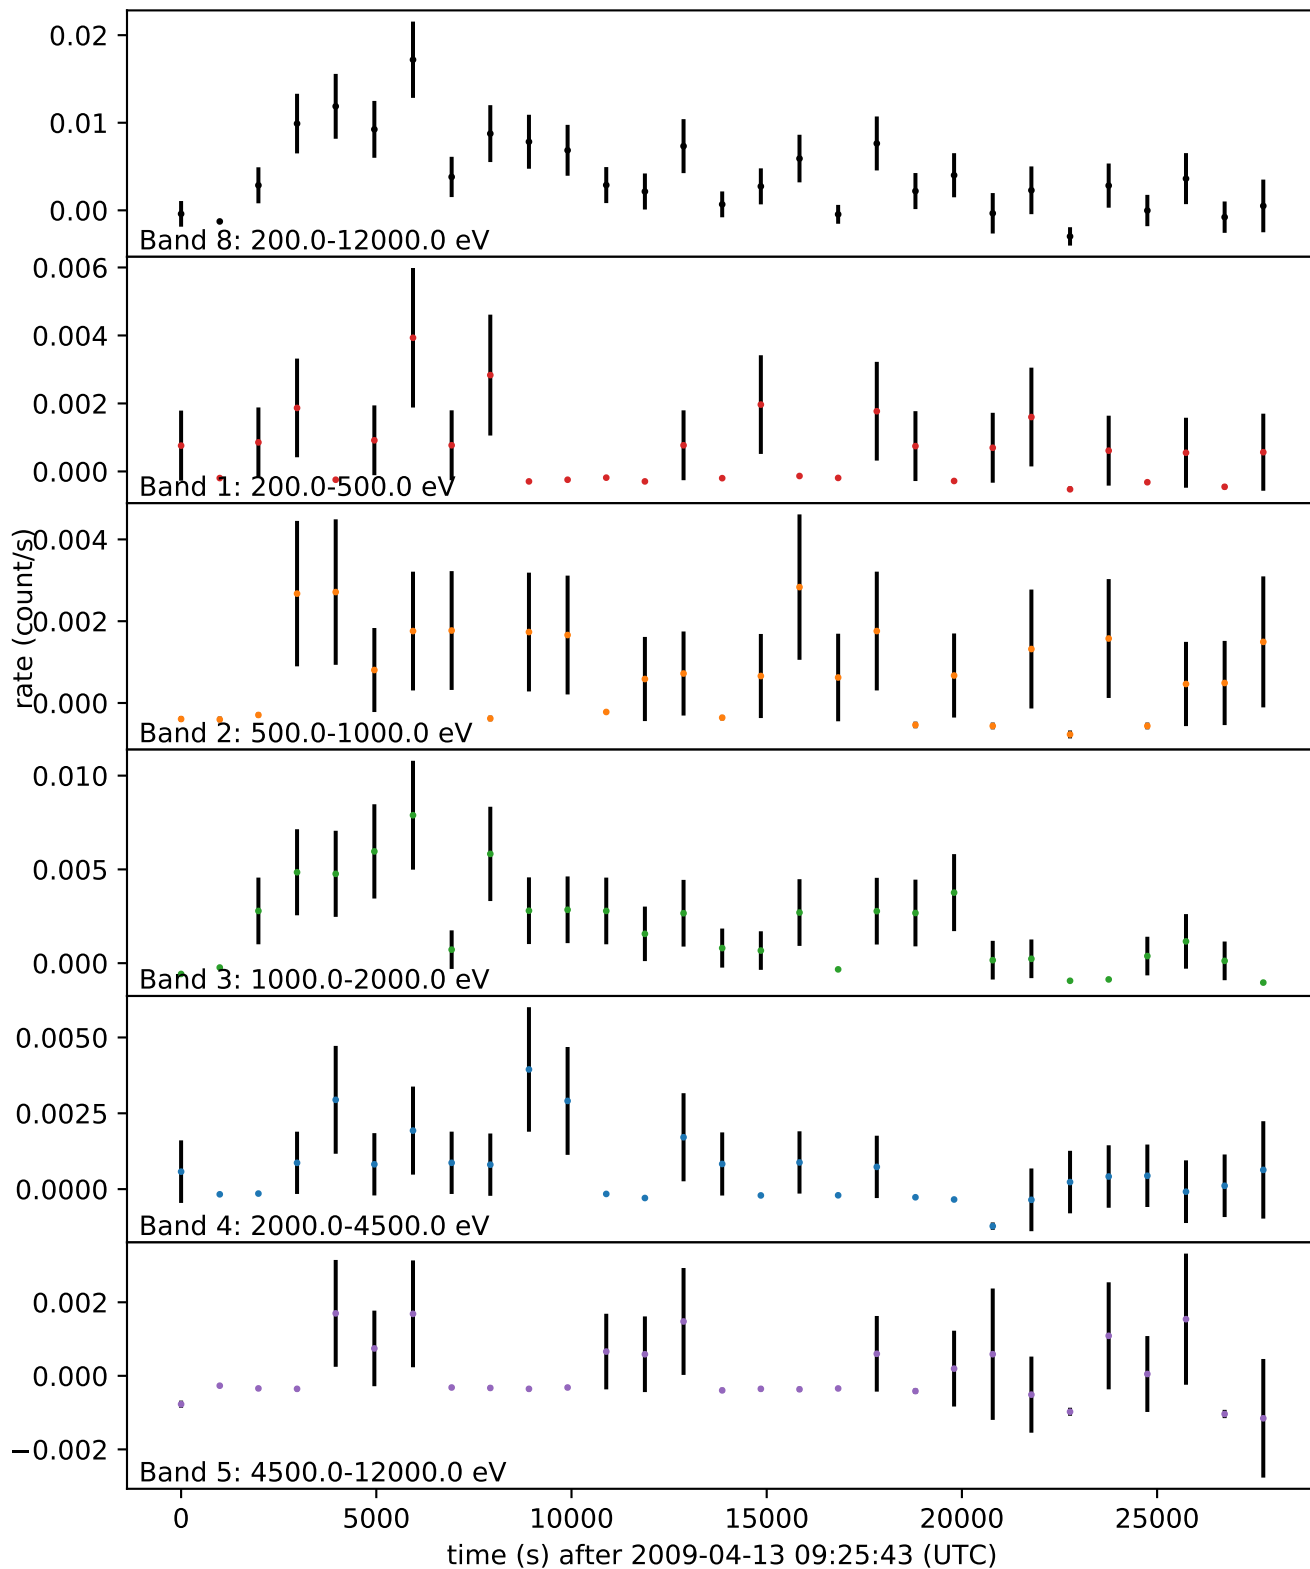 0.02
0.01
0.00
Band 8: 200.0-12000.0 eV
0.006
0.004
0.002
0.000
Band 1: 200.0-500.0 eV
rate (count/s)
0.004
0.002
0.000
Band 2: 500.0-1000.0 eV
0.010
0.005
0.000
Band 3: 1000.0-2000.0 eV
0.0050
0.0025
0.0000
Band 4: 2000.0-4500.0 eV
0.002
0.000
−0.002
Band 5: 4500.0-12000.0 eV
0 5000 10000 15000 20000 25000
time (s) after 2009-04-13 09:25:43 (UTC)